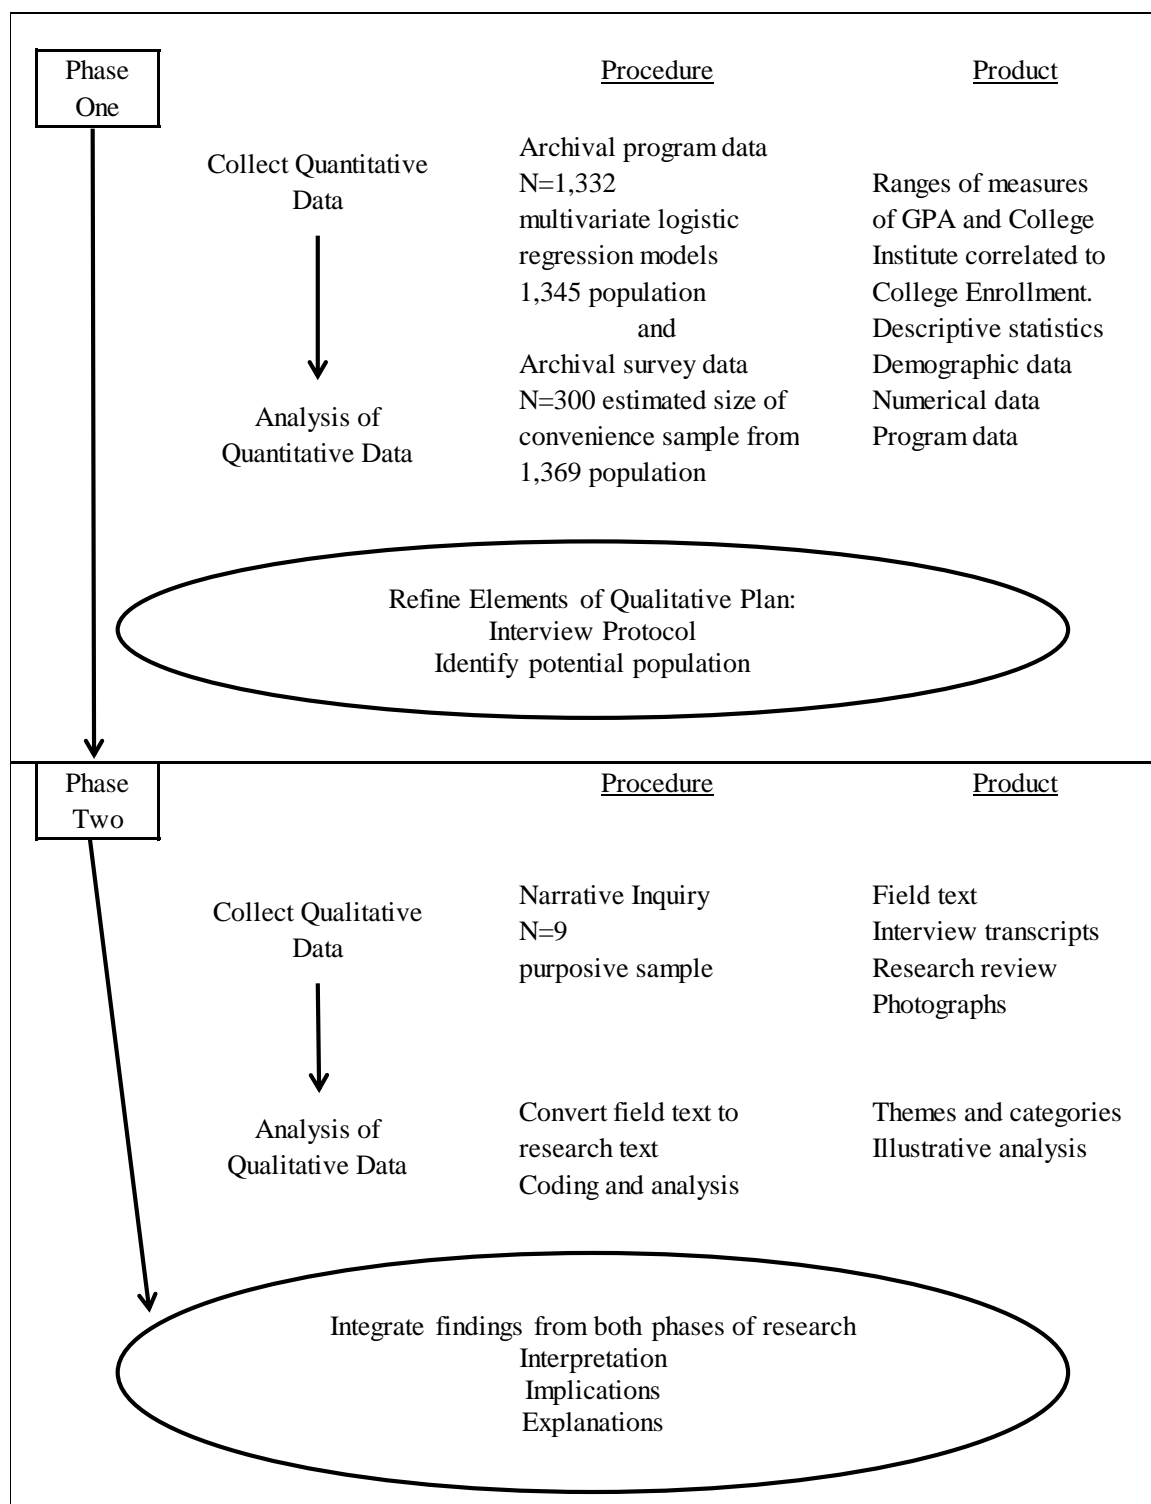 Phase
One
Procedure
Product
Collect Quantitative
Data
Archival program data
N=1,332
multivariate logistic
regression models
1,345 population
and
Archival survey data
N=300 estimated size of
convenience sample from
1,369 population
Ranges of measures
of GPA and College
Institute correlated to
College Enrollment.
Descriptive statistics
Demographic data
Numerical data
Program data
Analysis of
Quantitative Data
Refine Elements of Qualitative Plan:
Interview Protocol
Identify potential population
Phase
Two
Procedure
Product
Collect Qualitative
Data
Narrative Inquiry
N=9
purposive sample
Field text
Interview transcripts
Research review
Photographs
Analysis of
Qualitative Data
Convert field text to
research text
Coding and analysis
Themes and categories
Illustrative analysis
Integrate findings from both phases of research
Interpretation
Implications
Explanations